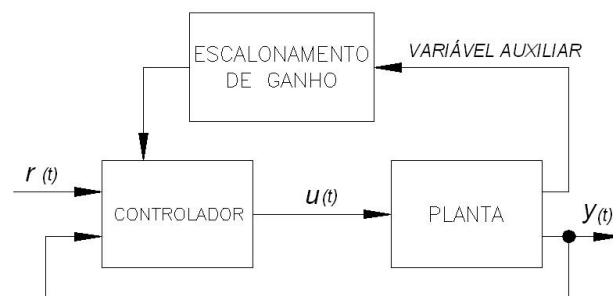 ESCALONAMENTO
DE GANHO
VARIÁVEL AUXILIAR
r (t)
CONTROLADOR
u(t)
PLANTA
y(t)